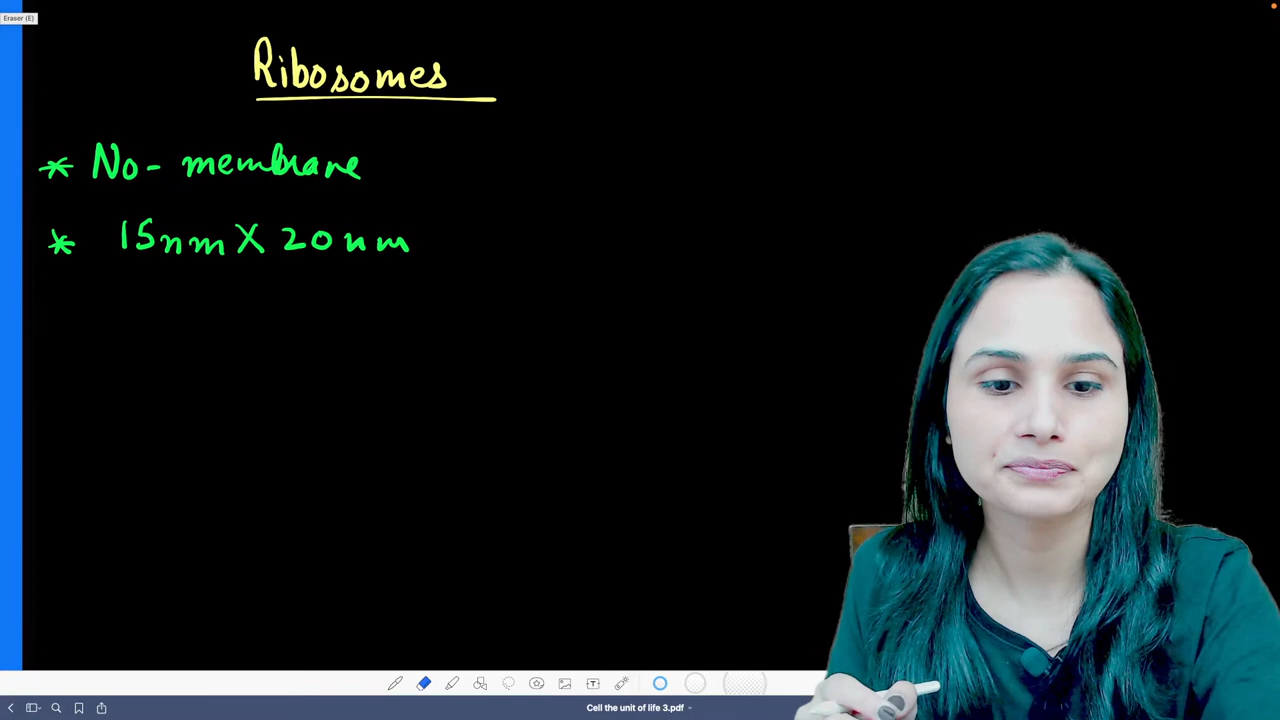 Eraser (E)
Ribosomes
* No- membrane
* 15nm X 20nm
Cell the unit of life 3.pdf